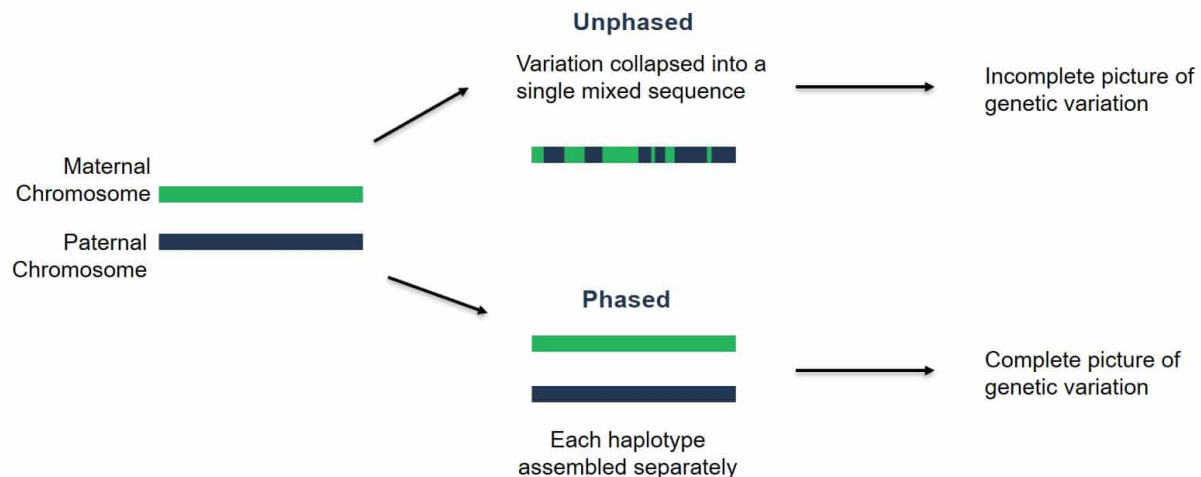 Unphased
Variation collapsed into a
single mixed sequence
Incomplete picture of
genetic variation
Maternal
Chromosome
Paternal
Chromosome
Phased
Each haplotype
assembled separately
Complete picture of
genetic variation